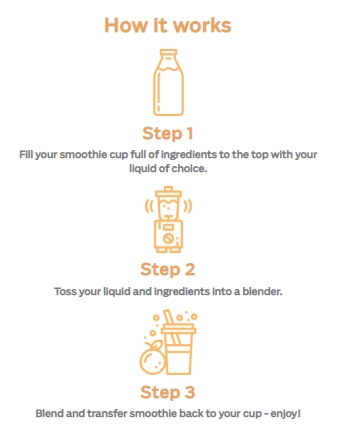 How it works
Step 1
Fill your smoothie cup full of ingredients to the top with your
liquid of choice.
Step 2
Toss your liquid and ingredients into a blender.
Step 3
Blend and transfer smoothie back to your cup - enjoy!